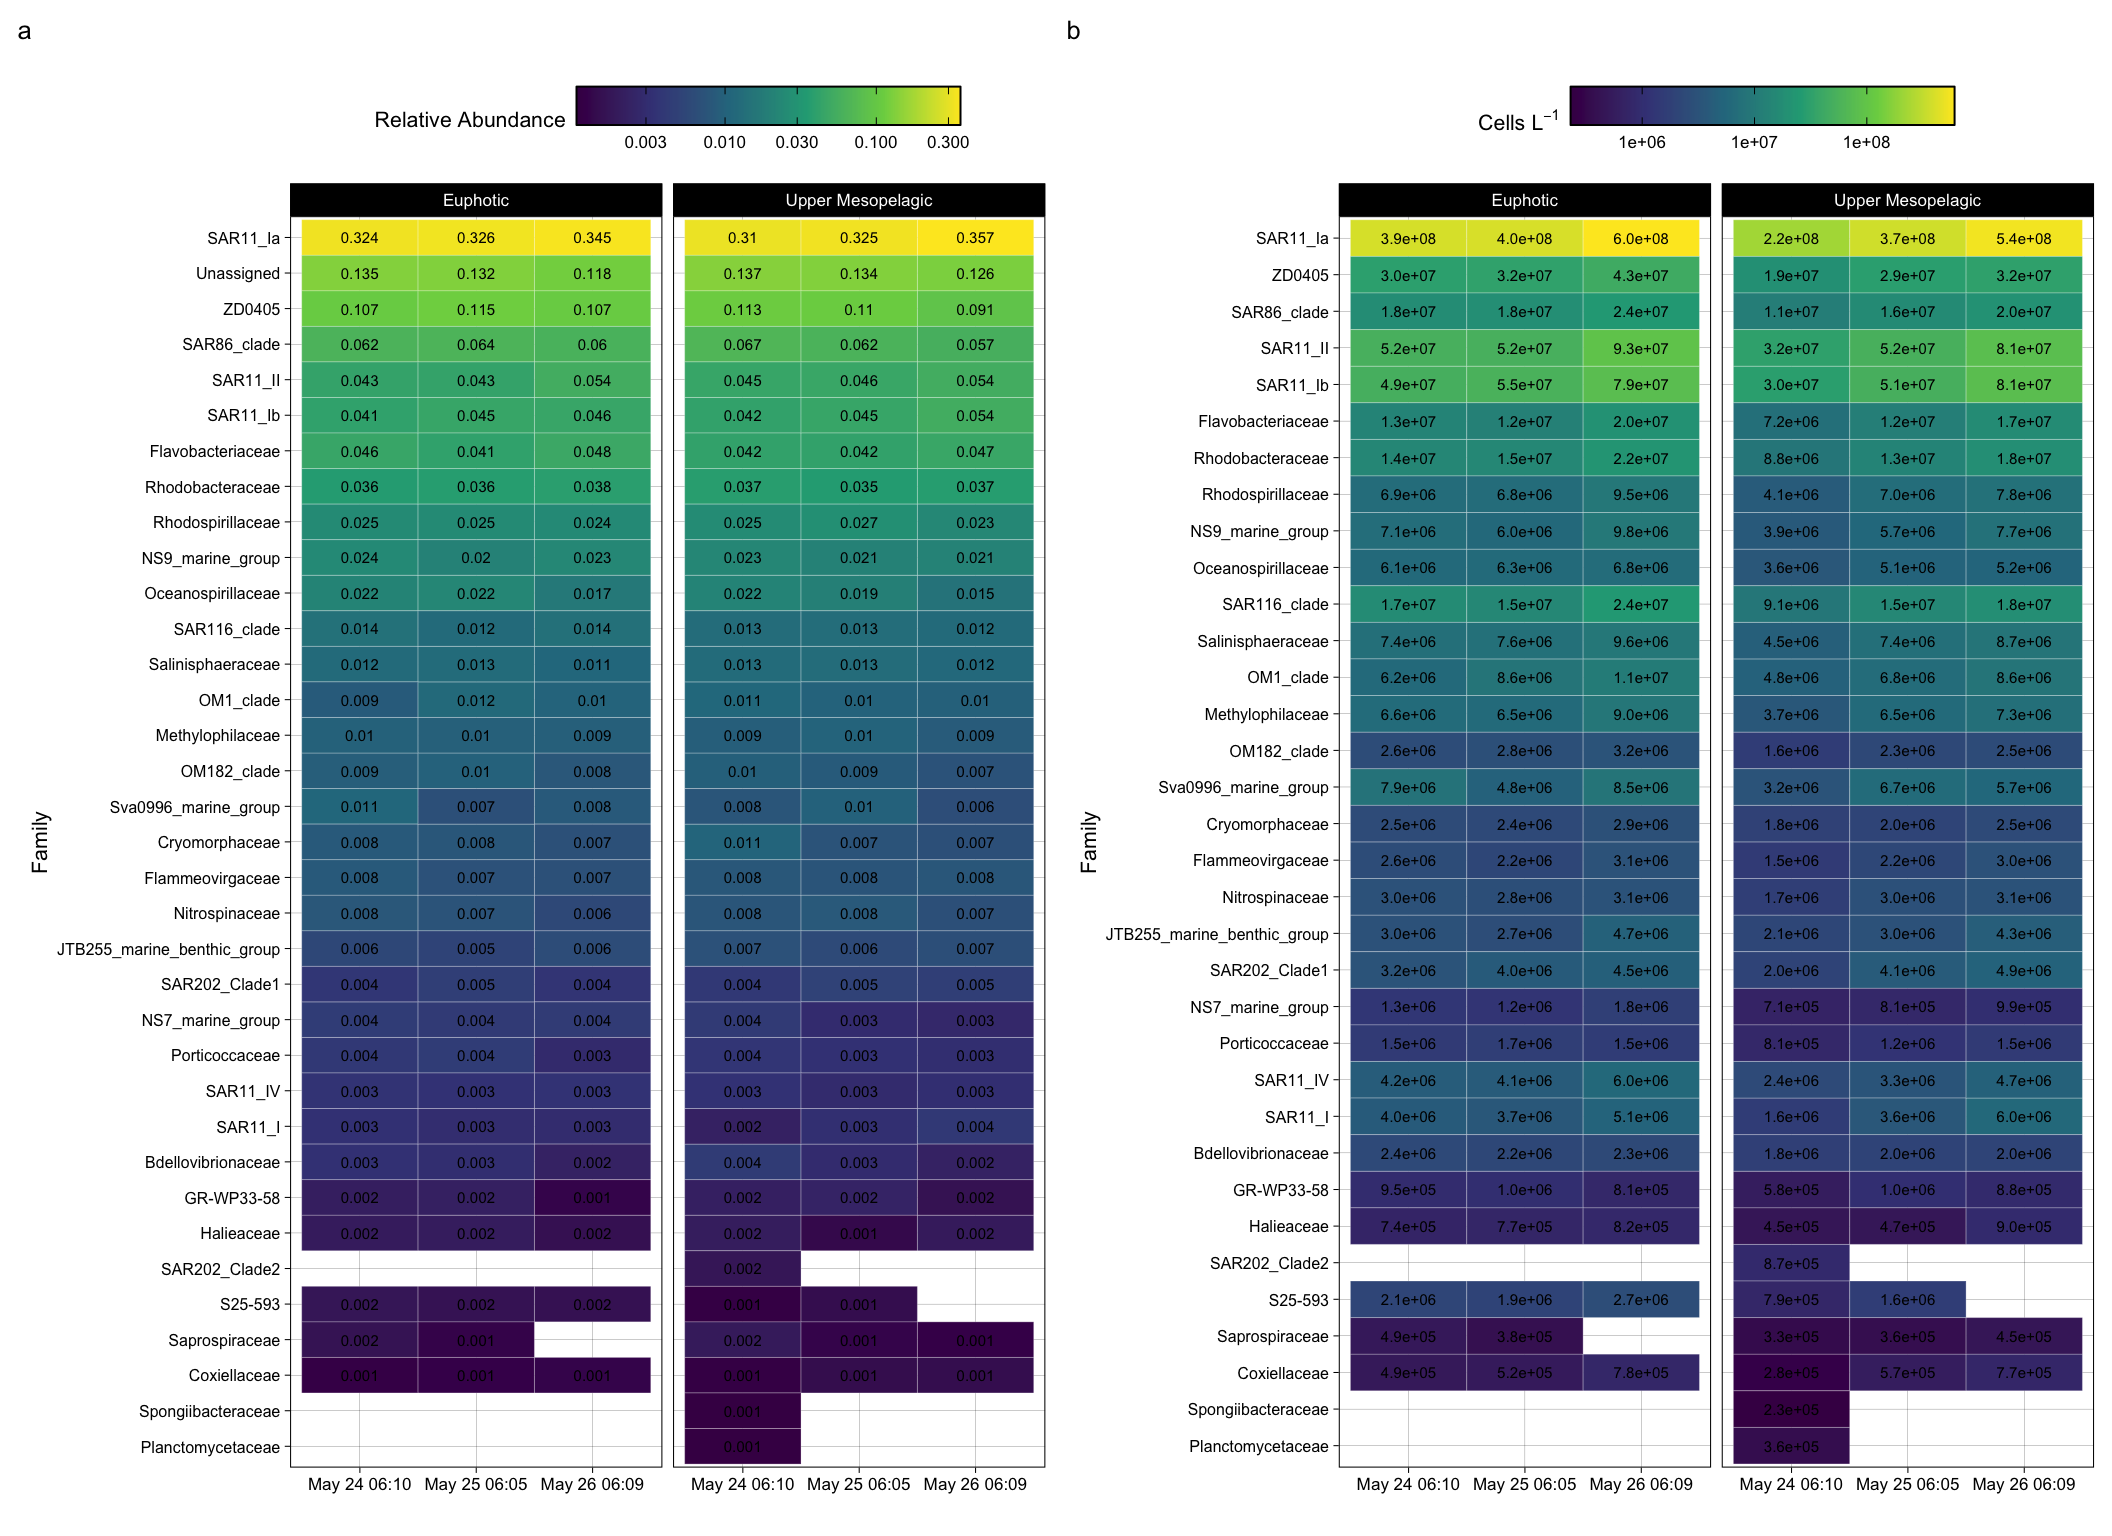 a
Relative Abundance
0.003 0.010 0.030 0.100 0.300
Euphotic Upper Mesopelagic
SAR11_Ia 0.324 0.326 0.345 0.31 0.325 0.357
Unassigned 0.135 0.132 0.118 0.137 0.134 0.126
ZD0405 0.107 0.115 0.107 0.113 0.11 0.091
SAR86_clade 0.062 0.064 0.06 0.067 0.062 0.057
SAR11_II 0.043 0.043 0.054 0.045 0.046 0.054
SAR11_Ib 0.041 0.045 0.046 0.042 0.045 0.054
Flavobacteriaceae 0.046 0.041 0.048 0.042 0.042 0.047
Rhodobacteraceae 0.036 0.036 0.038 0.037 0.035 0.037
Rhodospirillaceae 0.025 0.025 0.024 0.025 0.027 0.023
NS9_marine_group 0.024 0.02 0.023 0.023 0.021 0.021
Oceanospirillaceae 0.022 0.022 0.017 0.022 0.019 0.015
SAR116_clade 0.014 0.012 0.014 0.013 0.013 0.012
Salinisphaeraceae 0.012 0.013 0.011 0.013 0.013 0.012
OM1_clade 0.009 0.012 0.01 0.011 0.01 0.01
Methylophilaceae 0.01 0.01 0.009 0.009 0.01 0.009
OM182_clade 0.009 0.01 0.008 0.01 0.009 0.007
Sva0996_marine_group 0.011 0.007 0.008 0.008 0.01 0.006
Cryomorphaceae 0.008 0.008 0.007 0.011 0.007 0.007
Flammeovirgaceae 0.008 0.007 0.007 0.008 0.008 0.008
Nitrospinaceae 0.008 0.007 0.006 0.008 0.008 0.007
JTB255_marine_benthic_group 0.006 0.005 0.006 0.007 0.006 0.007
SAR202_Clade1 0.004 0.005 0.004 0.004 0.005 0.005
NS7_marine_group 0.004 0.004 0.004 0.004 0.003 0.003
Porticoccaceae 0.004 0.004 0.003 0.004 0.003 0.003
SAR11_IV 0.003 0.003 0.003 0.003 0.003 0.003
SAR11_I 0.003 0.003 0.003 0.002 0.003 0.004
Bdellovibrionaceae 0.003 0.003 0.002 0.004 0.003 0.002
GR-WP33-58 0.002 0.002 0.001 0.002 0.002 0.002
Halieaceae 0.002 0.002 0.002 0.002 0.001 0.002
SAR202_Clade2 0.002
S25-593 0.002 0.002 0.002 0.001 0.001
Saprospiraceae 0.002 0.001 0.002 0.001 0.001
Coxiellaceae 0.001 0.001 0.001 0.001 0.001 0.001
Spongiibacteraceae 0.001
Planctomycetaceae 0.001
Family
May 24 06:10 May 25 06:05 May 26 06:09 May 24 06:10 May 25 06:05 May 26 06:09
b
Cells L⁻¹
1e+06 1e+07 1e+08
Euphotic Upper Mesopelagic
SAR11_Ia 3.9e+08 4.0e+08 6.0e+08 2.2e+08 3.7e+08 5.4e+08
ZD0405 3.0e+07 3.2e+07 4.3e+07 1.9e+07 2.9e+07 3.2e+07
SAR86_clade 1.8e+07 1.8e+07 2.4e+07 1.1e+07 1.6e+07 2.0e+07
SAR11_II 5.2e+07 5.2e+07 9.3e+07 3.2e+07 5.2e+07 8.1e+07
SAR11_Ib 4.9e+07 5.5e+07 7.9e+07 3.0e+07 5.1e+07 8.1e+07
Flavobacteriaceae 1.3e+07 1.2e+07 2.0e+07 7.2e+06 1.2e+07 1.7e+07
Rhodobacteraceae 1.4e+07 1.5e+07 2.2e+07 8.8e+06 1.3e+07 1.8e+07
Rhodospirillaceae 6.9e+06 6.8e+06 9.5e+06 4.1e+06 7.0e+06 7.8e+06
NS9_marine_group 7.1e+06 6.0e+06 9.8e+06 3.9e+06 5.7e+06 7.7e+06
Oceanospirillaceae 6.1e+06 6.3e+06 6.8e+06 3.6e+06 5.1e+06 5.2e+06
SAR116_clade 1.7e+07 1.5e+07 2.4e+07 9.1e+06 1.5e+07 1.8e+07
Salinisphaeraceae 7.4e+06 7.6e+06 9.6e+06 4.5e+06 7.4e+06 8.7e+06
OM1_clade 6.2e+06 8.6e+06 1.1e+07 4.8e+06 6.8e+06 8.6e+06
Methylophilaceae 6.6e+06 6.5e+06 9.0e+06 3.7e+06 6.5e+06 7.3e+06
OM182_clade 2.6e+06 2.8e+06 3.2e+06 1.6e+06 2.3e+06 2.5e+06
Sva0996_marine_group 7.9e+06 4.8e+06 8.5e+06 3.2e+06 6.7e+06 5.7e+06
Cryomorphaceae 2.5e+06 2.4e+06 2.9e+06 1.8e+06 2.0e+06 2.5e+06
Flammeovirgaceae 2.6e+06 2.2e+06 3.1e+06 1.5e+06 2.2e+06 3.0e+06
Nitrospinaceae 3.0e+06 2.8e+06 3.1e+06 1.7e+06 3.0e+06 3.1e+06
JTB255_marine_benthic_group 3.0e+06 2.7e+06 4.7e+06 2.1e+06 3.0e+06 4.3e+06
SAR202_Clade1 3.2e+06 4.0e+06 4.5e+06 2.0e+06 4.1e+06 4.9e+06
NS7_marine_group 1.3e+06 1.2e+06 1.8e+06 7.1e+05 8.1e+05 9.9e+05
Porticoccaceae 1.5e+06 1.7e+06 1.5e+06 8.1e+05 1.2e+06 1.5e+06
SAR11_IV 4.2e+06 4.1e+06 6.0e+06 2.4e+06 3.3e+06 4.7e+06
SAR11_I 4.0e+06 3.7e+06 5.1e+06 1.6e+06 3.6e+06 6.0e+06
Bdellovibrionaceae 2.4e+06 2.2e+06 2.3e+06 1.8e+06 2.0e+06 2.0e+06
GR-WP33-58 9.5e+05 1.0e+06 8.1e+05 5.8e+05 1.0e+06 8.8e+05
Halieaceae 7.4e+05 7.7e+05 8.2e+05 4.5e+05 4.7e+05 9.0e+05
SAR202_Clade2 8.7e+05
S25-593 2.1e+06 1.9e+06 2.7e+06 7.9e+05 1.6e+06
Saprospiraceae 4.9e+05 3.8e+05 3.3e+05 3.6e+05 4.5e+05
Coxiellaceae 4.9e+05 5.2e+05 7.8e+05 2.8e+05 5.7e+05 7.7e+05
Spongiibacteraceae 2.3e+05
Planctomycetaceae 3.6e+05
Family
May 24 06:10 May 25 06:05 May 26 06:09 May 24 06:10 May 25 06:05 May 26 06:09